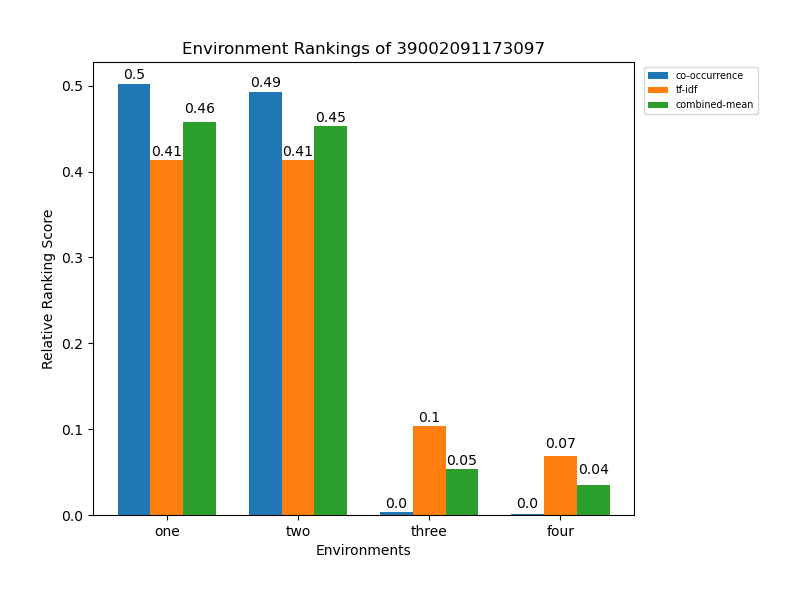 Environment Rankings of 39002091173097
co-occurrence
tf-idf
combined-mean
0.5
0.4
0.3
0.2
0.1
0.0
Relative Ranking Score
0.5 0.41 0.46 0.49 0.41 0.45 0.0 0.1 0.05 0.0 0.07 0.04
one two three four
Environments